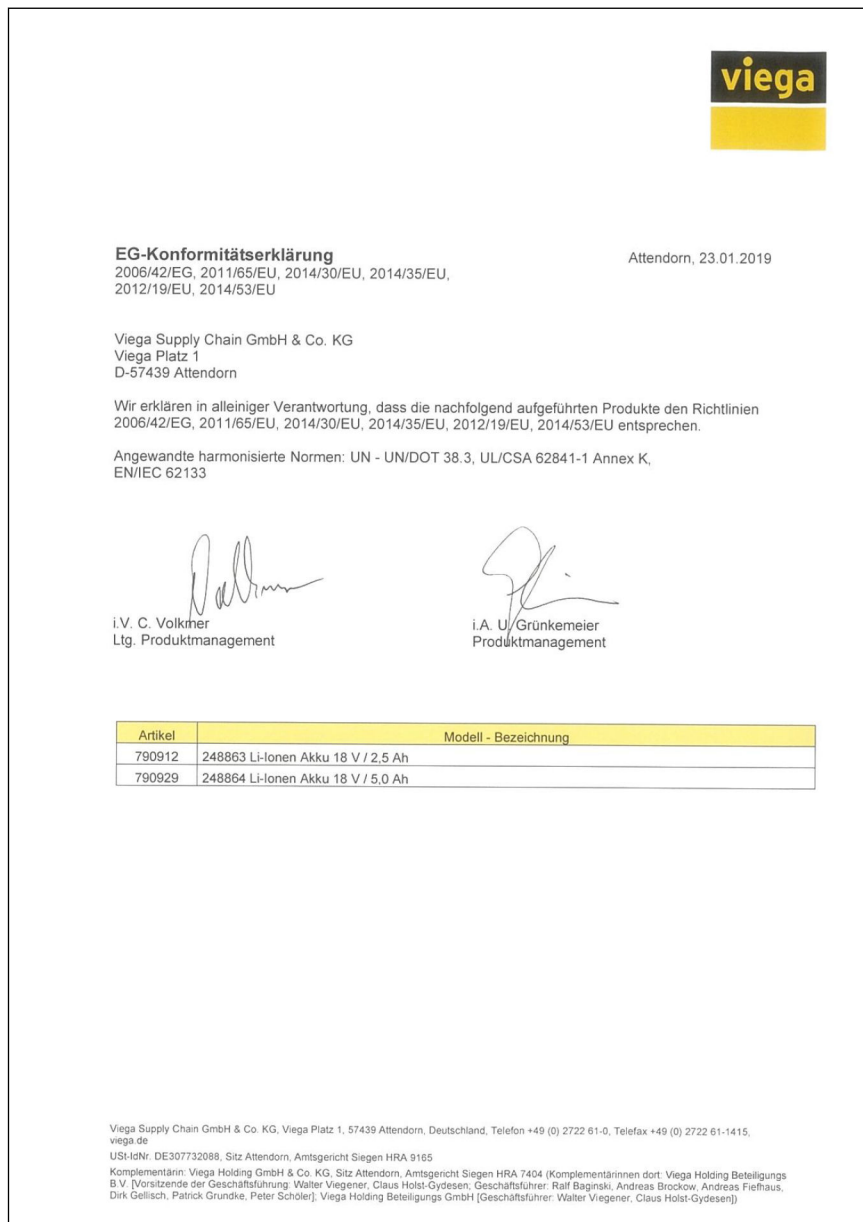 viega
EG-Konformitätserklärung
Attendorn, 23.01.2019
2006/42/EG, 2011/65/EU, 2014/30/EU, 2014/35/EU,
2012/19/EU, 2014/53/EU
Viega Supply Chain GmbH & Co. KG
Viega Platz 1
D-57439 Attendorn
Wir erklären in alleiniger Verantwortung, dass die nachfolgend aufgeführten Produkte den Richtlinien
2006/42/EG, 2011/65/EU, 2014/30/EU, 2014/35/EU, 2012/19/EU, 2014/53/EU entsprechen.
Angewandte harmonisierte Normen: UN - UN/DOT 38.3, UL/CSA 62841-1 Annex K,
EN/IEC 62133
i.V. C. Volkmer
Ltg. Produktmanagement
i.A. U. Grünkemeier
Produktmanagement
Artikel Modell - Bezeichnung
790912 248863 Li-Ionen Akku 18 V / 2,5 Ah
790929 248864 Li-Ionen Akku 18 V / 5,0 Ah
Viega Supply Chain GmbH & Co. KG, Viega Platz 1, 57439 Attendorn, Deutschland, Telefon +49 (0) 2722 61-0, Telefax +49 (0) 2722 61-1415,
viega.de
USt-IdNr. DE307732088, Sitz Attendorn, Amtsgericht Siegen HRA 9165
Komplementärin: Viega Holding GmbH & Co. KG, Sitz Attendorn, Amtsgericht Siegen HRA 7404 (Komplementärinnen dort: Viega Holding Beteiligungs
B.V. [Vorsitzende der Geschäftsführung: Walter Viegener, Claus Holst-Gydesen; Geschäftsführer: Ralf Baginski, Andreas Brockow, Andreas Fiefhaus,
Dirk Gellisch, Patrick Grundke, Peter Schöler]; Viega Holding Beteiligungs GmbH [Geschäftsführer: Walter Viegener, Claus Holst-Gydesen])